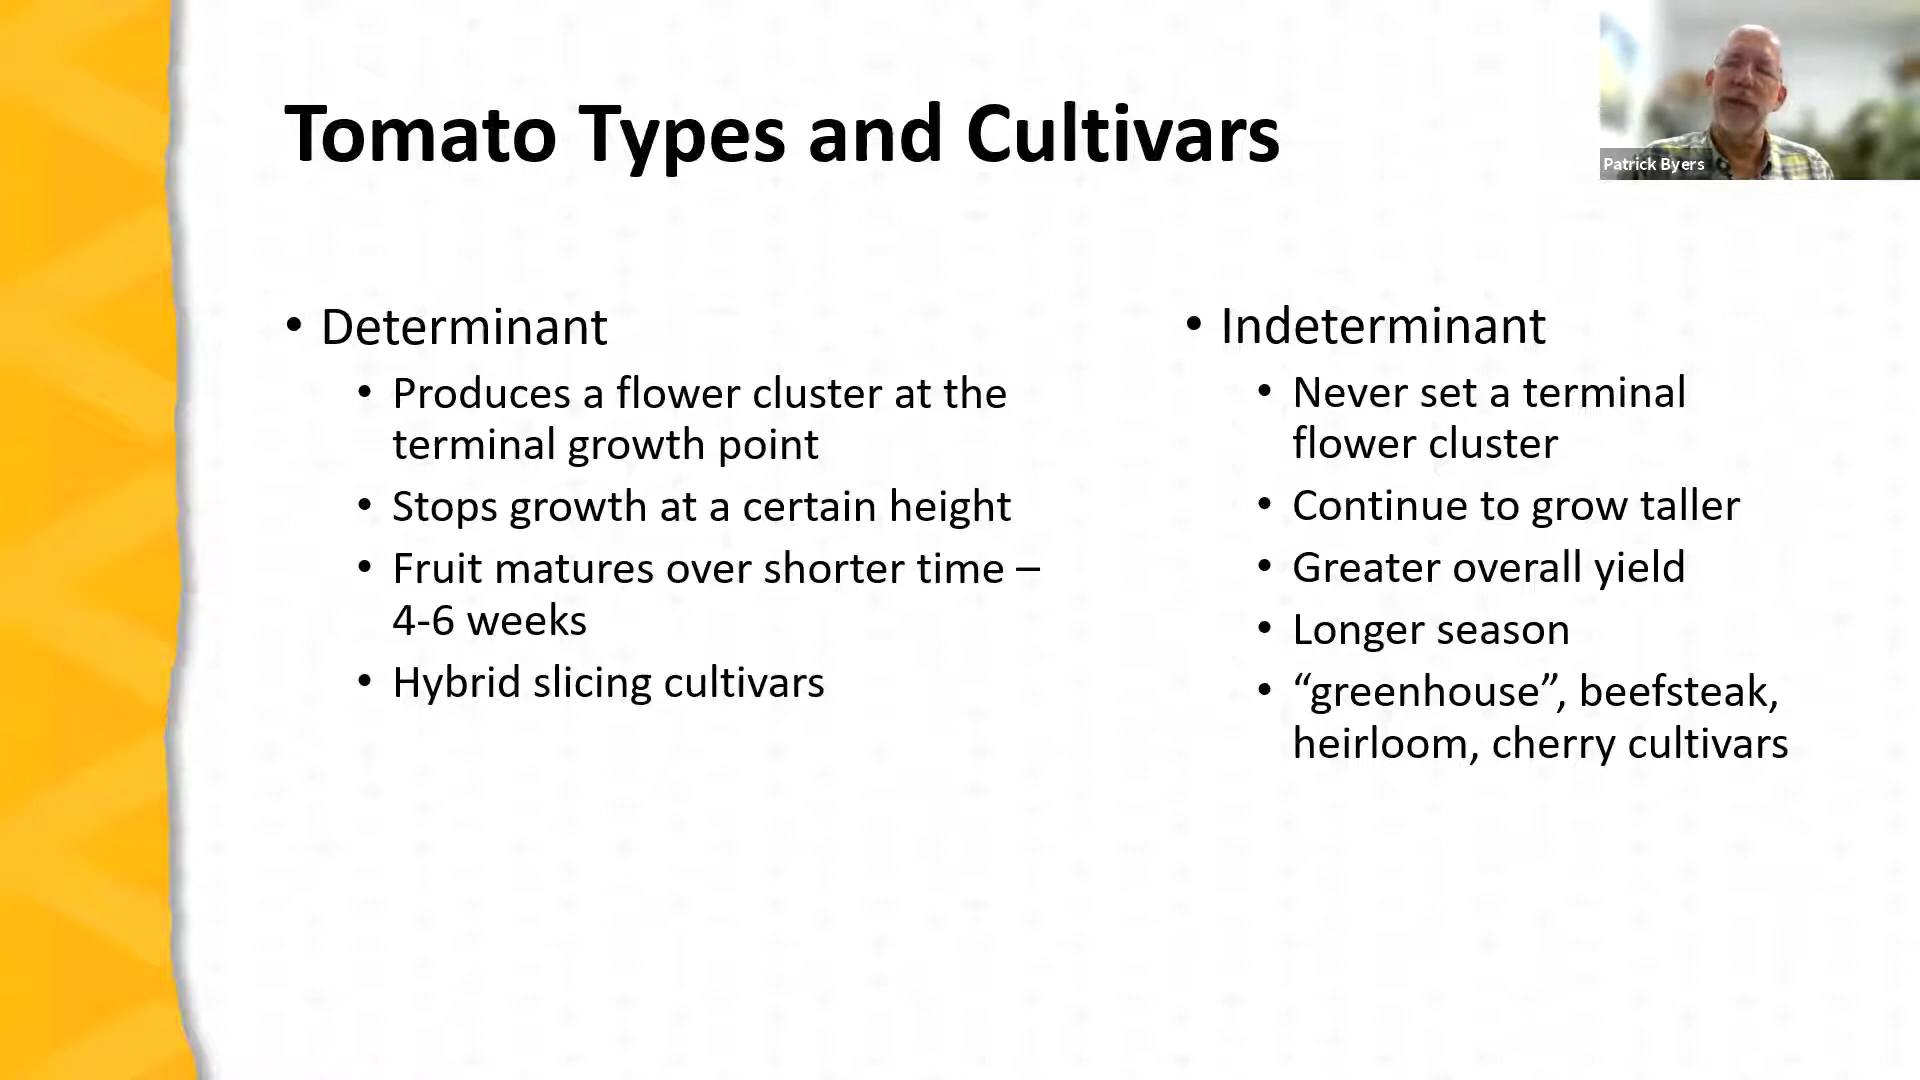 Tomato Types and Cultivars
Patrick Byers
• Determinant
• Produces a flower cluster at the
terminal growth point
• Stops growth at a certain height
• Fruit matures over shorter time –
4-6 weeks
• Hybrid slicing cultivars
• Indeterminant
• Never set a terminal
flower cluster
• Continue to grow taller
• Greater overall yield
• Longer season
• “greenhouse”, beefsteak,
heirloom, cherry cultivars